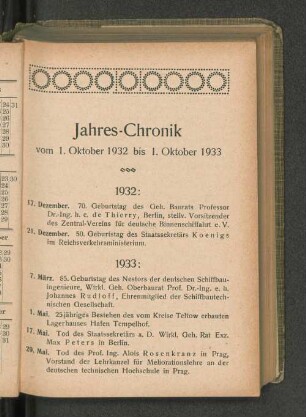 Jahres-Chronik
vom 1. Oktober 1932 bis 1. Oktober 1933
1932:
12. Dezember. 70. Geburtstag des Geh. Baurats Professor
Dr.-Ing. h. c. de Thierry, Berlin, stellv. Vorsitzender
des Zentral-Vereins für deutsche Binnenschiffahrt e. V.
21. Dezember. 50. Geburtstag des Staatssekretärs Koenigs
im Reichsverkehrsministerium.
1933:
7. März. 85. Geburtstag des Nestors der deutschen Schiffbau-
ingenieure, Wirkl. Geh. Oberbaurat Prof. Dr.-Ing. e. h.
Johannes Rudloff, Ehrenmitglied der Schiffbautech-
nischen Gesellschaft.
1. Mai. 25jähriges Bestehen des vom Kreise Teltow erbauten
Lagerhauses Hafen Tempelhof.
17. Mai. Tod des Staatssekretärs a. D. Wirkl. Geh. Rat Exz.
Max Peters in Berlin.
29. Mai. Tod des Prof. Ing. Alois Rosenkranz in Prag,
Vorstand der Lehrkanzel für Meliorationslehre an der
deutschen technischen Hochschule in Prag.